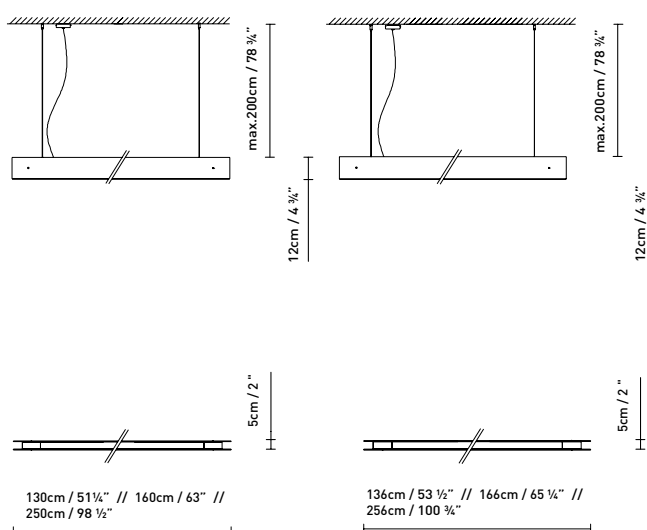 max.200cm / 78 ¾”
12cm / 4 ¾”
max.200cm / 78 ¾”
12cm / 4 ¾”
5cm / 2 "
130cm / 51¼” // 160cm / 63” //
250cm / 98 ½”
5cm / 2 "
136cm / 53 ½” // 166cm / 65 ¼” //
256cm / 100 ¾”